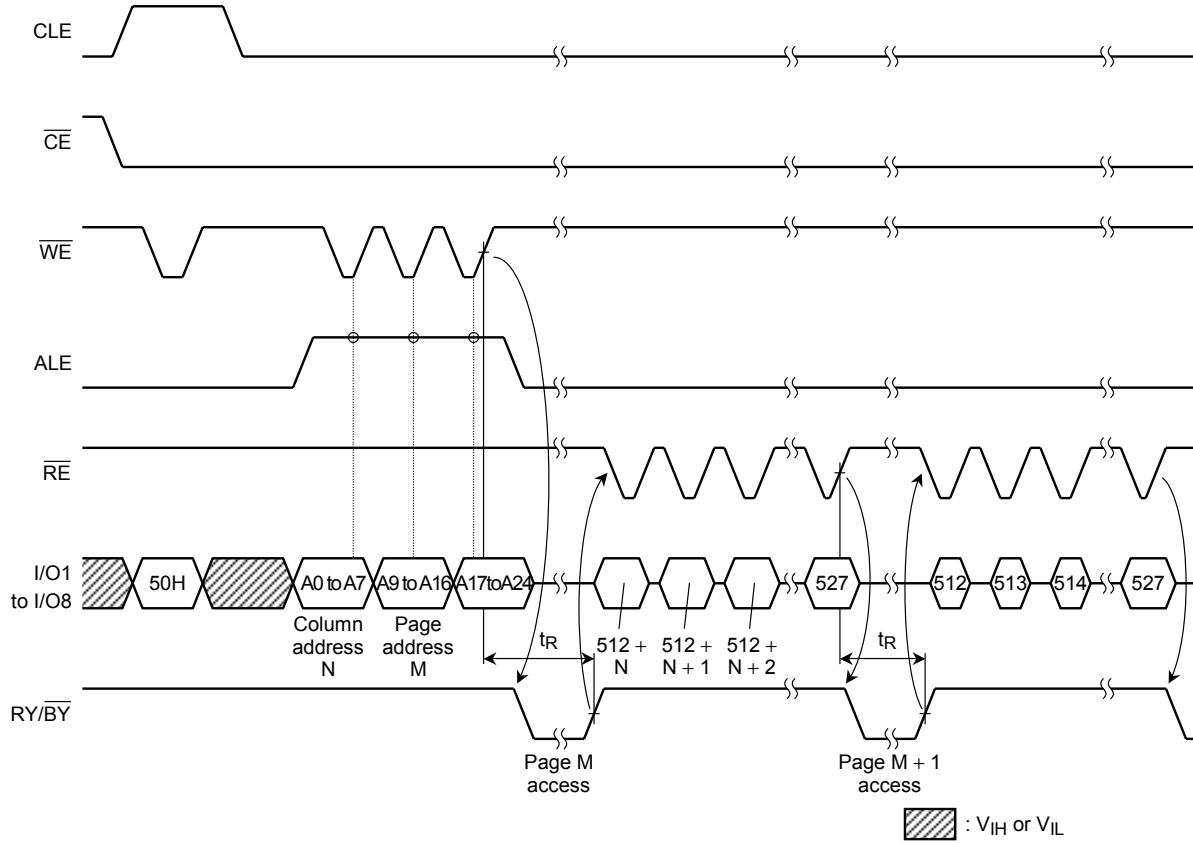 CLE
CE
WE
ALE
RE
I/O1
to I/O8
50H
A0 to A7
A9 to A16
A17 to A24
527
512
513
514
527
Column
address
N
Page
address
M
tR
512 +
N
512 +
N + 1
512 +
N + 2
tR
RY/BY
Page M
access
Page M + 1
access
: VIH or VIL